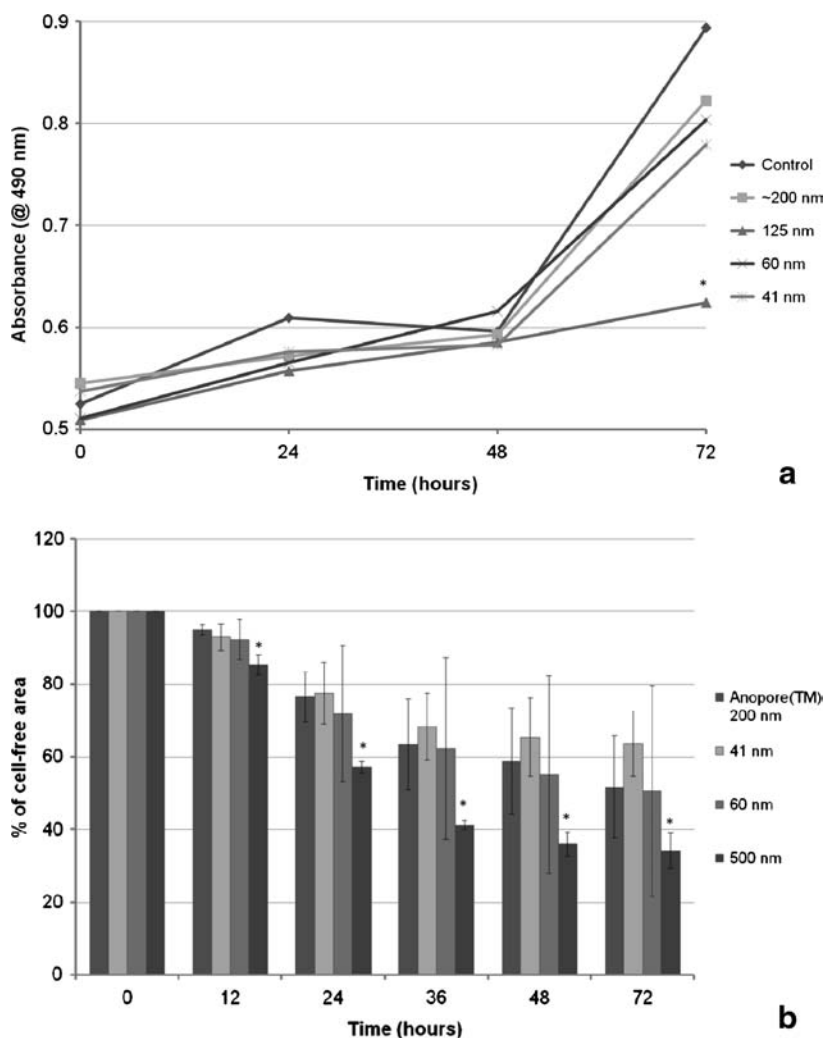 0.9
0.8
0.7
0.6
0.5
Absorbance (@ 490 nm)
0 24 48 72
Time (hours)
*
Control
~200 nm
125 nm
60 nm
41 nm
a
120
100
80
60
40
20
0
% of cell-free area
* * * * *
0 12 24 36 48 72
Time (hours)
Anopore(TM)
200 nm
41 nm
60 nm
500 nm
b